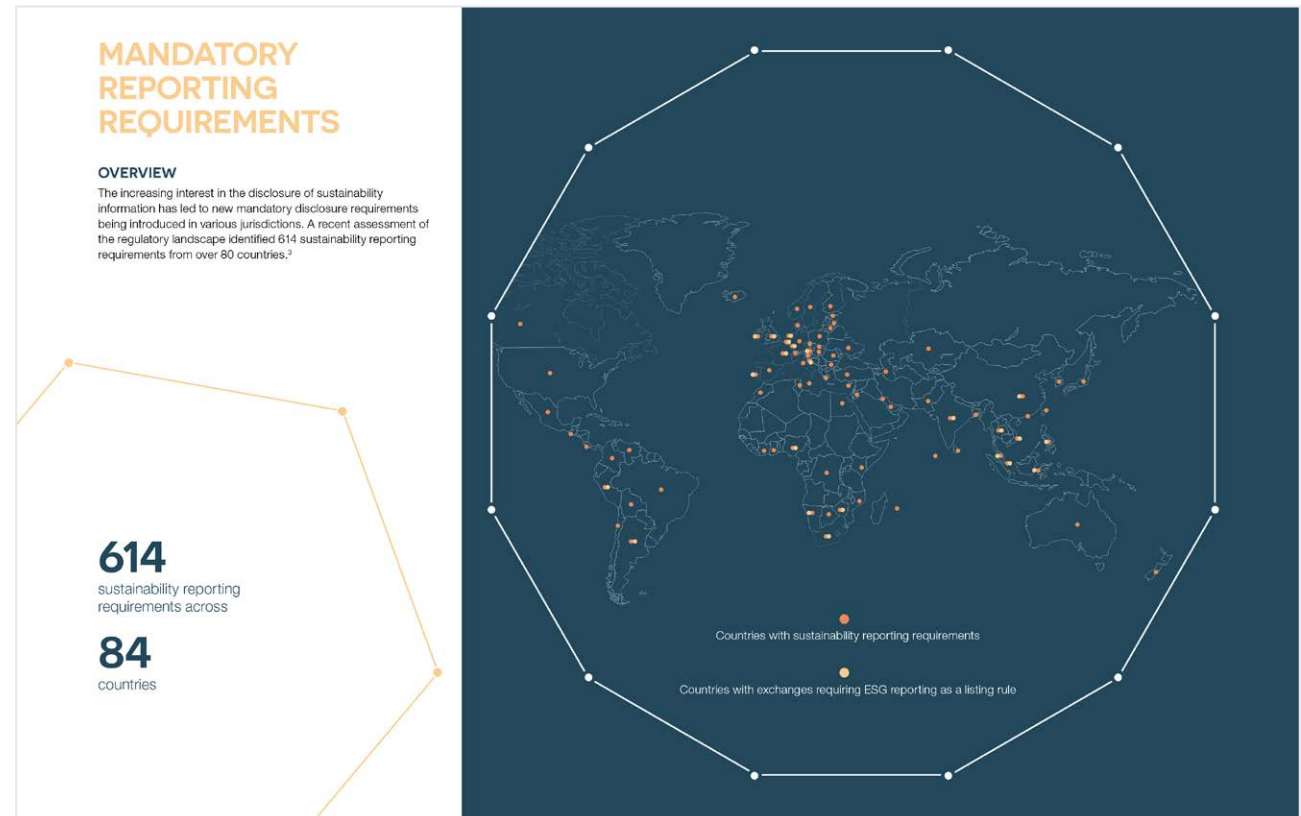 MANDATORY
REPORTING
REQUIREMENTS
OVERVIEW
The increasing interest in the disclosure of sustainability
information has led to new mandatory disclosure requirements
being introduced in various jurisdictions. A recent assessment of
the regulatory landscape identified 614 sustainability reporting
requirements from over 80 countries.³
614
sustainability reporting
requirements across
84
countries
Countries with sustainability reporting requirements
Countries with exchanges requiring ESG reporting as a listing rule